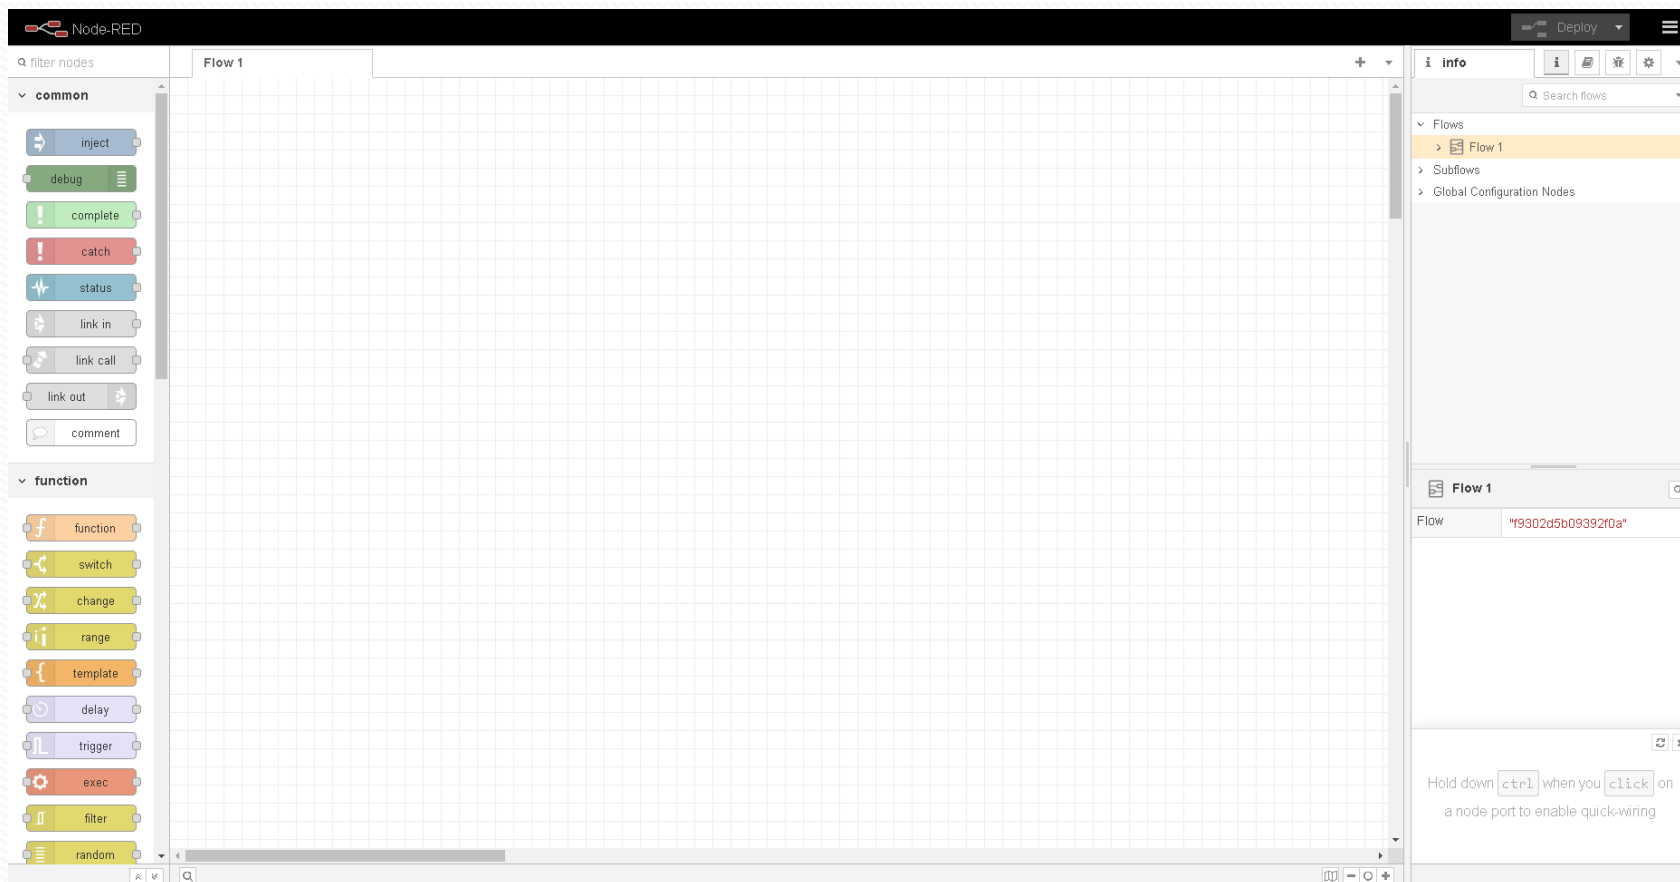 Node-RED
Deploy
filter nodes
Flow 1
info
i
common
Search flows
inject
debug
complete
catch
status
link in
link call
link out
comment
function
function
switch
change
range
template
delay
trigger
exec
filter
random
Flows
Flow 1
Subflows
Global Configuration Nodes
Flow 1
Flow "f9302d5b09392f0a"
Hold down ctrl when you click on
a node port to enable quick-wiring